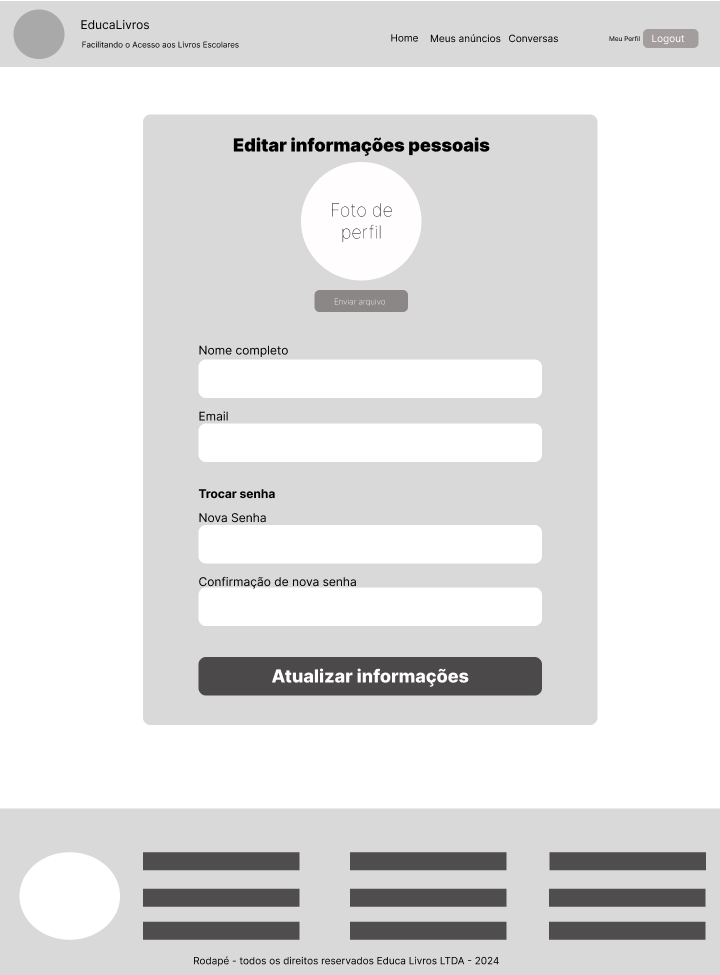 EducaLivros
Facilitando o Acesso aos Livros Escolares
Home Meus anúncios Conversas
Meu Perfil Logout
Editar informações pessoais
Foto de
perfil
Enviar arquivo
Nome completo
Email
Trocar senha
Nova Senha
Confirmação de nova senha
Atualizar informações
Rodapé - todos os direitos reservados Educa Livros LTDA - 2024